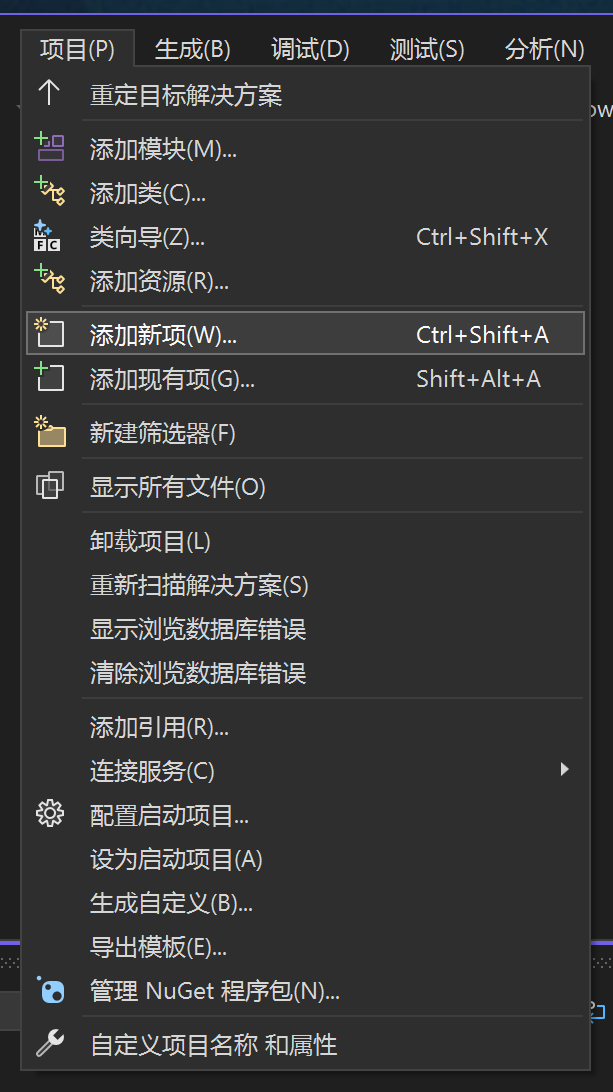 项目(P) 生成(B) 调试(D) 测试(S) 分析(N)
重定目标解决方案
添加模块(M)...
添加类(C)...
类向导(Z)... Ctrl+Shift+X
添加资源(R)...
添加新项(W)... Ctrl+Shift+A
添加现有项(G)... Shift+Alt+A
新建筛选器(F)
显示所有文件(O)
卸载项目(L)
重新扫描解决方案(S)
显示浏览数据库错误
清除浏览数据库错误
添加引用(R)...
连接服务(C)
配置启动项目...
设为启动项目(A)
生成自定义(B)...
导出模板(E)...
管理 NuGet 程序包(N)...
自定义项目名称 和属性